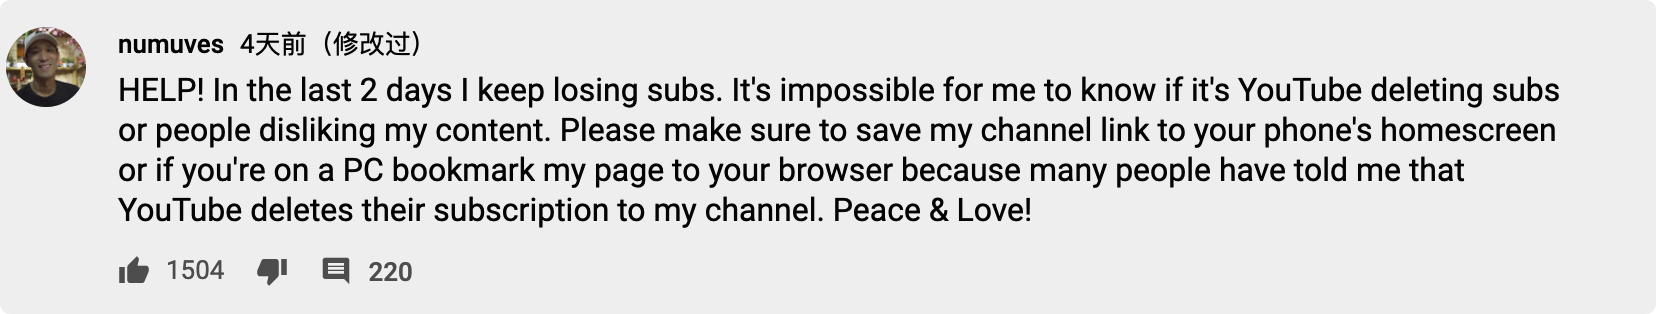 numuves 4天前（修改过）
HELP! In the last 2 days I keep losing subs. It's impossible for me to know if it's YouTube deleting subs
or people disliking my content. Please make sure to save my channel link to your phone's homescreen
or if you're on a PC bookmark my page to your browser because many people have told me that
YouTube deletes their subscription to my channel. Peace & Love!
1504 220